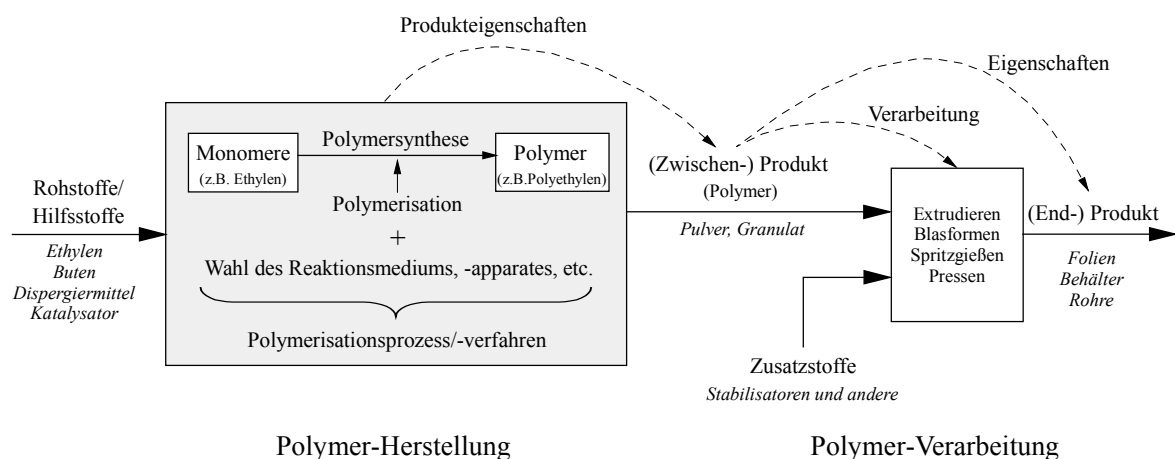 Produkteigenschaften
Eigenschaften
Verarbeitung
Polymersynthese
Monomere
(z.B. Ethylen)
Polymer
(z.B.Polyethylen)
Polymerisation
+
Wahl des Reaktionsmediums, -apparates, etc.
Polymerisationsprozess/-verfahren
Rohstoffe/
Hilfsstoffe
Ethylen
Buten
Dispergiermittel
Katalysator
(Zwischen-) Produkt
(Polymer)
Pulver, Granulat
Extrudieren
Blasformen
Spritzgießen
Pressen
(End-) Produkt
Folien
Behälter
Rohre
Zusatzstoffe
Stabilisatoren und andere
Polymer-Herstellung
Polymer-Verarbeitung